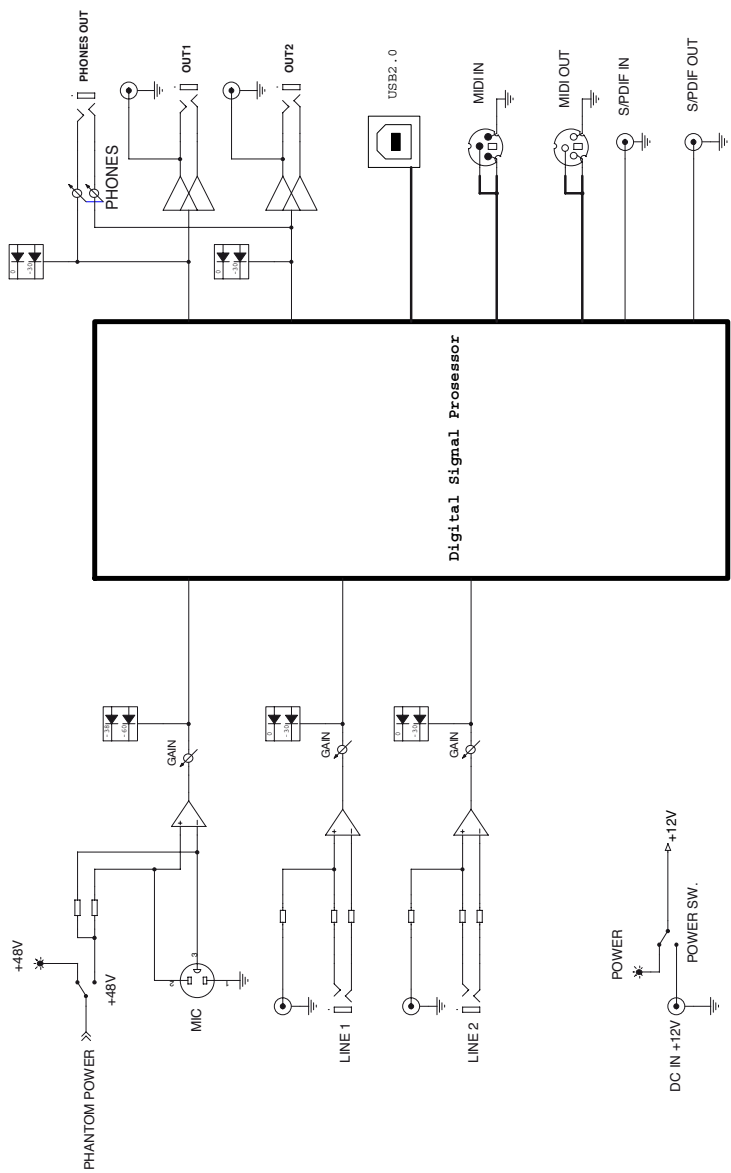 PHONES OUT
OUT1
OUT2
USB2.0
MIDI IN
MIDI OUT
S/PDIF IN
S/PDIF OUT
PHONES
0
-30
0
-30
Digital Signal Prosessor
-38
-60
GAIN
0
-30
GAIN
0
-30
GAIN
+
−
+
−
+
−
+48V
+48V
PHANTOM POWER
2
3
1
MIC
LINE 1
LINE 2
+12V
POWER
POWER SW.
DC IN +12V